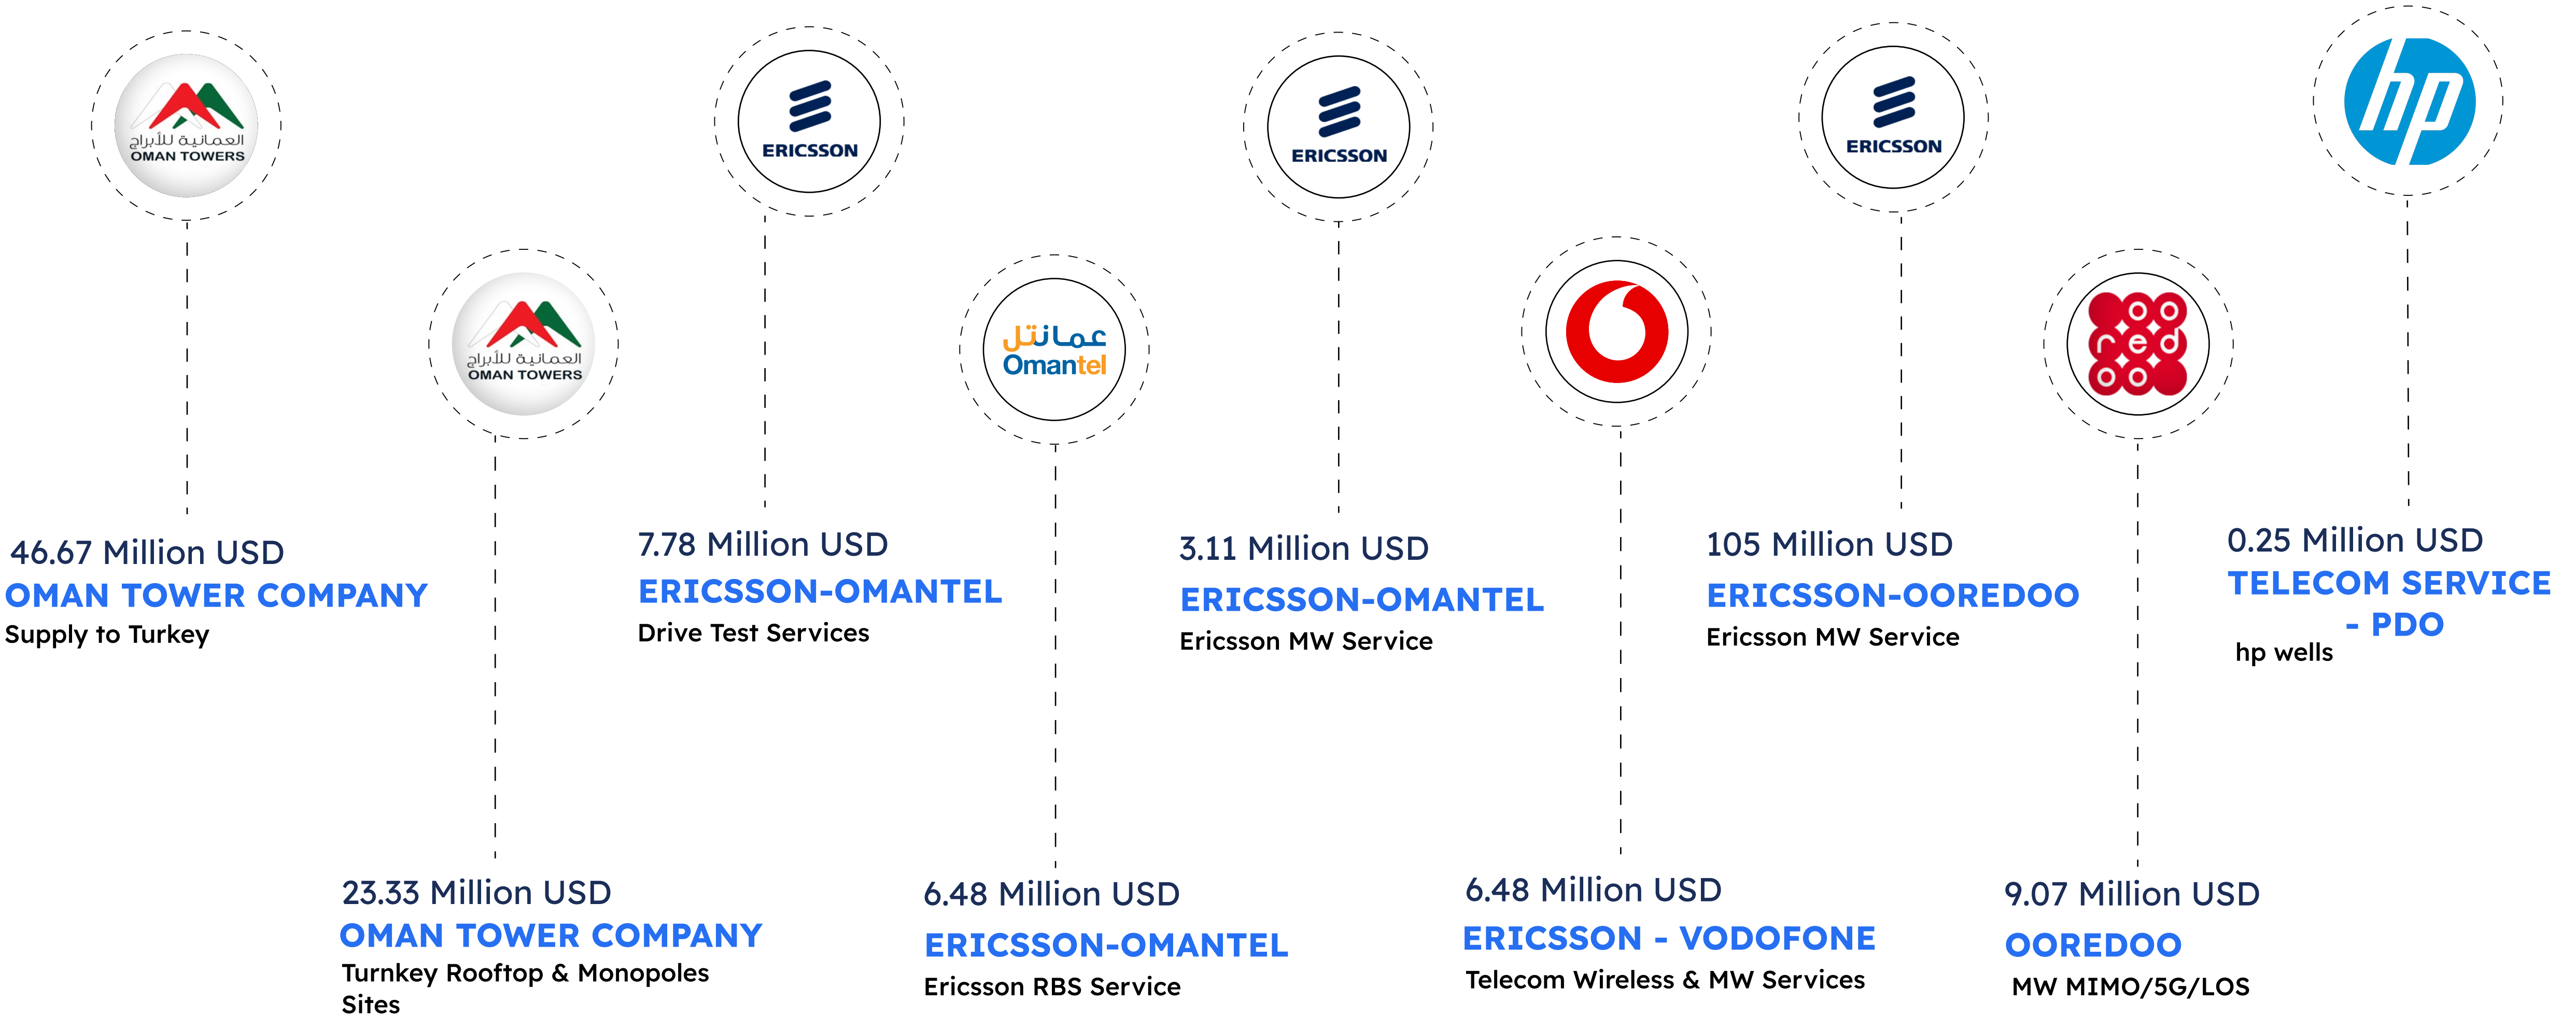 العمانية للأبراج
OMAN TOWERS
46.67 Million USD
OMAN TOWER COMPANY
Supply to Turkey
العمانية للأبراج
OMAN TOWERS
23.33 Million USD
OMAN TOWER COMPANY
Turnkey Rooftop & Monopoles
Sites
ERICSSON
7.78 Million USD
ERICSSON-OMANTEL
Drive Test Services
عمانتل
Omantel
6.48 Million USD
ERICSSON-OMANTEL
Ericsson RBS Service
ERICSSON
3.11 Million USD
ERICSSON-OMANTEL
Ericsson MW Service
6.48 Million USD
ERICSSON - VODOFONE
Telecom Wireless & MW Services
ERICSSON
105 Million USD
ERICSSON-OOREDOO
Ericsson MW Service
oo
red
oo
9.07 Million USD
OOREDOO
MW MIMO/5G/LOS
hp
0.25 Million USD
TELECOM SERVICE
- PDO
hp wells